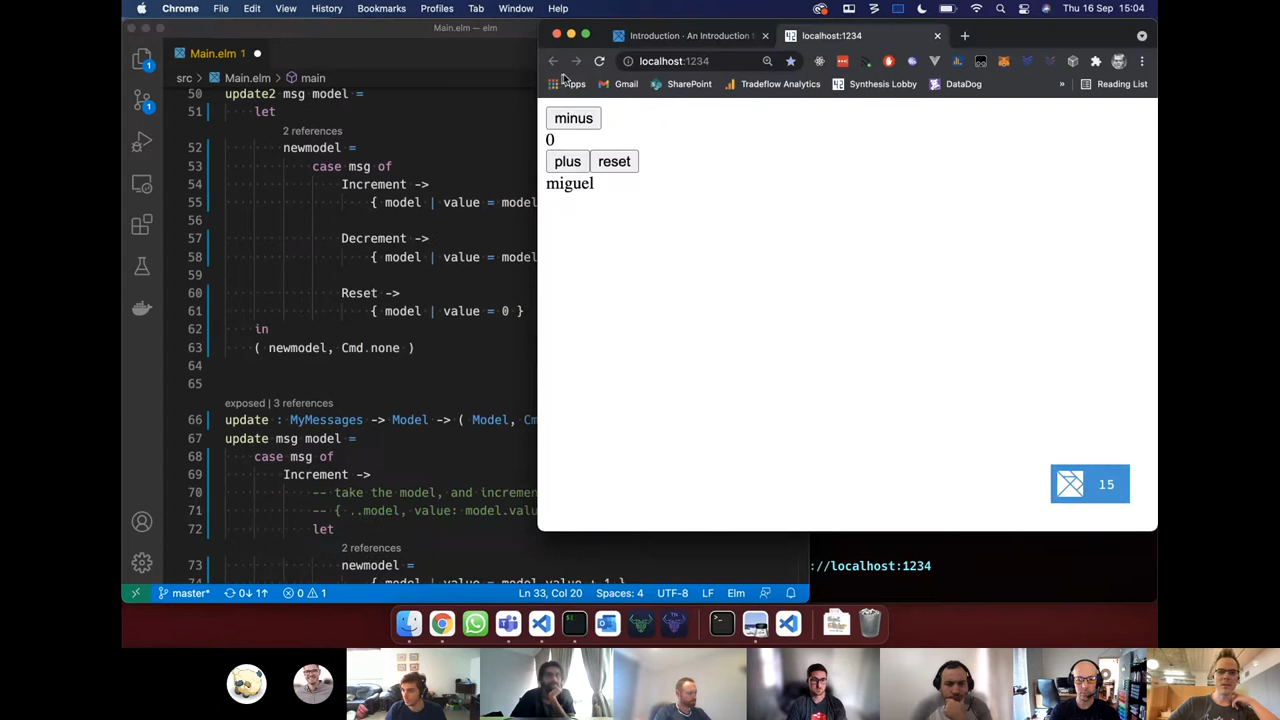 Chrome File Edit View History Bookmarks Profiles Tab Window Help Thu 16 Sep 15:04
Main.elm — elm
Main.elm 1
src > Main.elm > main
50 update2 msg model =
51 let
2 references
52 newmodel =
53 case msg of
54 Increment ->
55 { model | value = model
56
57 Decrement ->
58 { model | value = model
59
60 Reset ->
61 { model | value = 0 }
62 in
63 ( newmodel, Cmd.none )
64
65
exposed | 3 references
66 update : MyMessages -> Model -> ( Model, Cm
67 update msg model =
68 case msg of
69 Increment ->
70 -- take the model, and incremen
71 -- { ..model, value: model.valu
72 let
2 references
73 newmodel =
{ model | value = model.value + 1 }
1
1
master* 0↓ 1↑ 0 1 Ln 33, Col 20 Spaces: 4 UTF-8 LF Elm
Introduction · An Introduction
localhost:1234
localhost:1234
Apps Gmail SharePoint Tradeflow Analytics Synthesis Lobby DataDog » Reading List
minus
0
plus reset
miguel
15
://localhost:1234